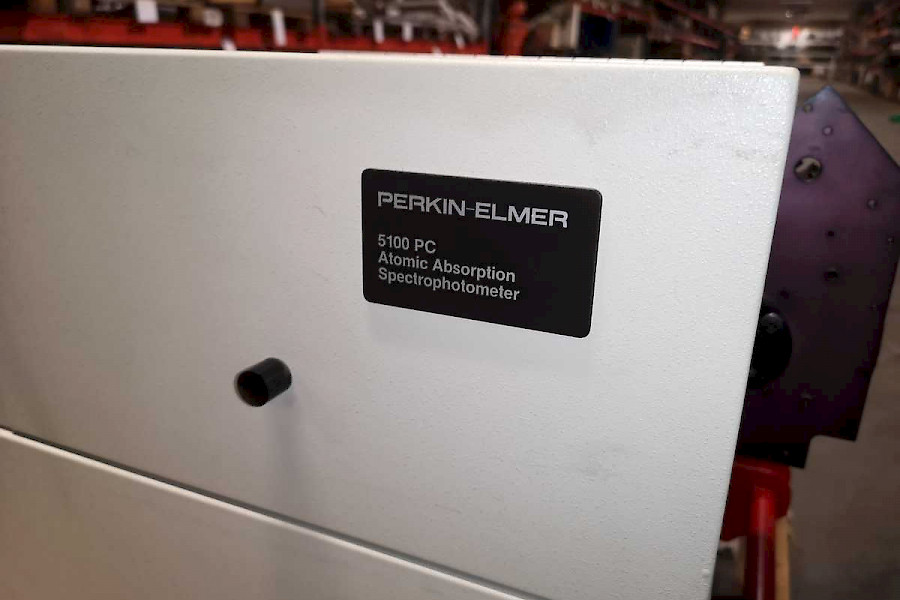 PERKIN-ELMER
5100 PC
Atomic Absorption
Spectrophotometer